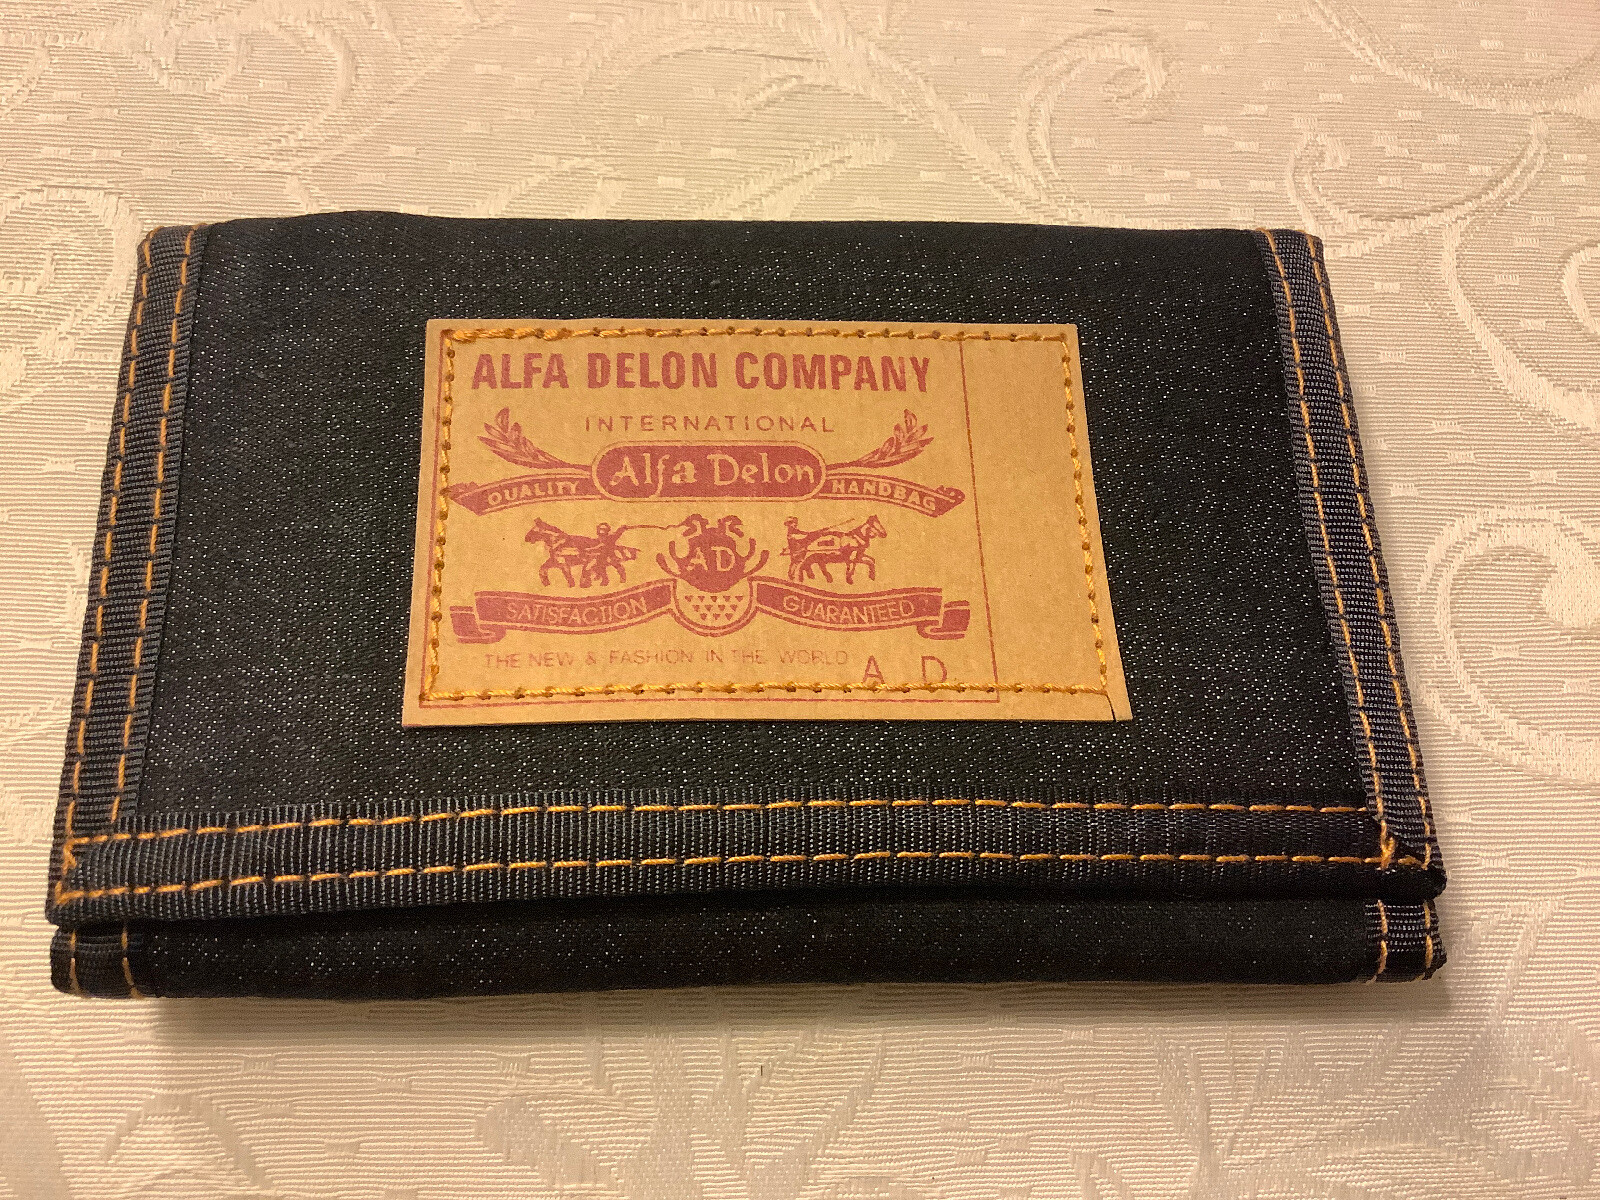 ALFA DELON COMPANY
INTERNATIONAL
Alfa Delon
QUALITY HANDBAG
AD
SATISFACTION GUARANTEED
THE NEW & FASHION IN THE WORLD A D